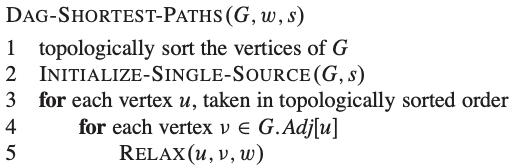 DAG-SHORTEST-PATHS(G, w, s)
1 topologically sort the vertices of G
2 INITIALIZE-SINGLE-SOURCE(G, s)
3 for each vertex u, taken in topologically sorted order
4 for each vertex v ∈ G.Adj[u]
5 RELAX(u, v, w)